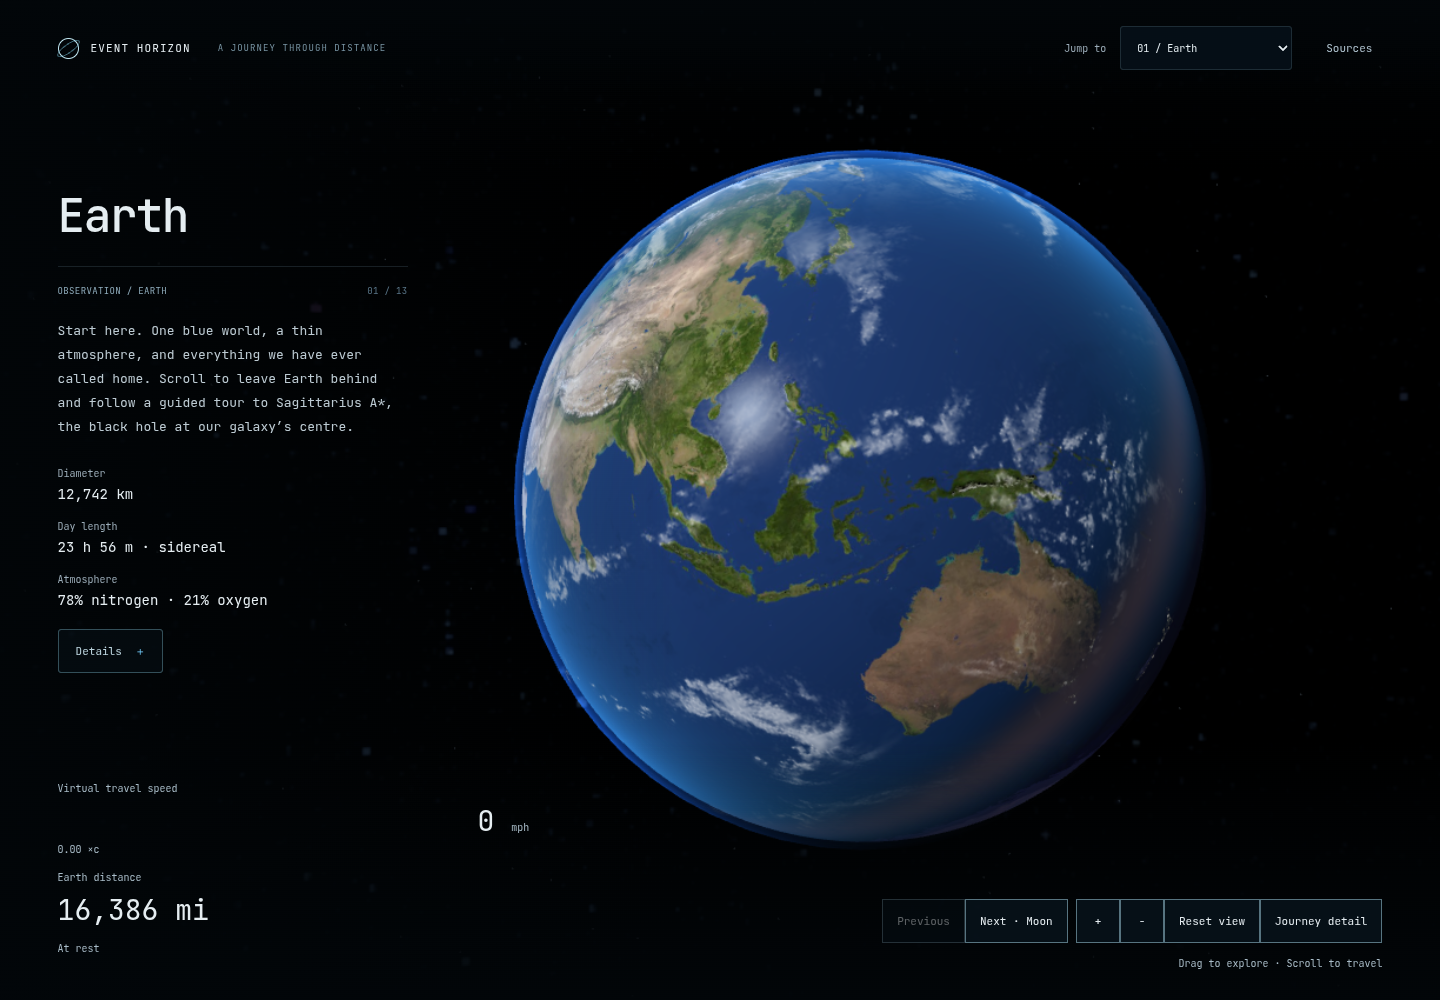 EVENT HORIZON
A JOURNEY THROUGH DISTANCE
Jump to
01 / Earth
Sources
Earth
OBSERVATION / EARTH
01 / 13
Start here. One blue world, a thin
atmosphere, and everything we have ever
called home. Scroll to leave Earth behind
and follow a guided tour to Sagittarius A*,
the black hole at our galaxy’s centre.
Diameter
12,742 km
Day length
23 h 56 m · sidereal
Atmosphere
78% nitrogen · 21% oxygen
Details +
Virtual travel speed
0 mph
0.00 ×c
Earth distance
16,386 mi
At rest
Previous
Next · Moon
+
-
Reset view
Journey detail
Drag to explore · Scroll to travel